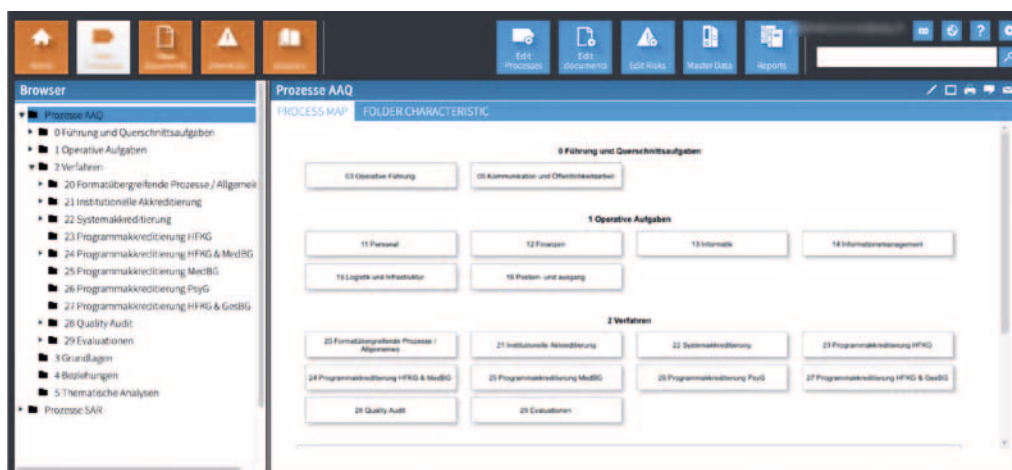 Edit Processes
Edit documents
Edit Risks
Master Data
Reports
?
Browser
Prozesse AAQ
0 Führung und Querschnittsaufgaben
1 Operative Aufgaben
2 Verfahren
20 Formatübergreifende Prozesse / Allgemei
21 Institutionelle Akkreditierung
22 Systemakkreditierung
23 Programmakkreditierung HFKG
24 Programmakkreditierung HFKG & MedBG
25 Programmakkreditierung MedBG
26 Programmakkreditierung PsyG
27 Programmakkreditierung HFKG & GesBG
28 Quality Audit
29 Evaluationen
3 Grundlagen
4 Beziehungen
5 Thematische Analysen
Prozesse SAR
Prozesse AAQ
PROCESS MAP
FOLDER CHARACTERISTIC
0 Führung und Querschnittsaufgaben
03 Operative Führung
05 Kommunikation und Öffentlichkeitsarbeit
1 Operative Aufgaben
11 Personal
12 Finanzen
13 Informatik
14 Informationsmanagement
15 Logistik und Infrastruktur
16 Postein- und ausgang
2 Verfahren
20 Formatübergreifende Prozesse /
Allgemeines
21 Institutionelle Akkreditierung
22 Systemakkreditierung
23 Programmakkreditierung HFKG
24 Programmakkreditierung HFKG & MedBG
25 Programmakkreditierung MedBG
26 Programmakkreditierung PsyG
27 Programmakkreditierung HFKG & GesBG
28 Quality Audit
29 Evaluationen